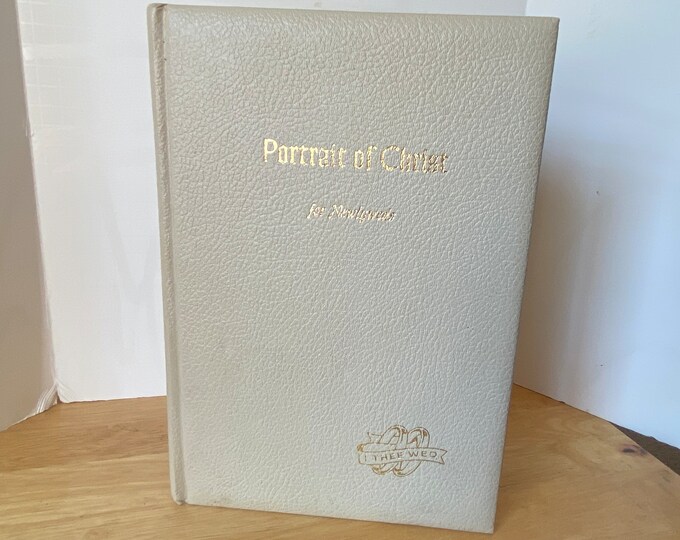 Portrait of Christ
for Newlyweds
I THEE WED